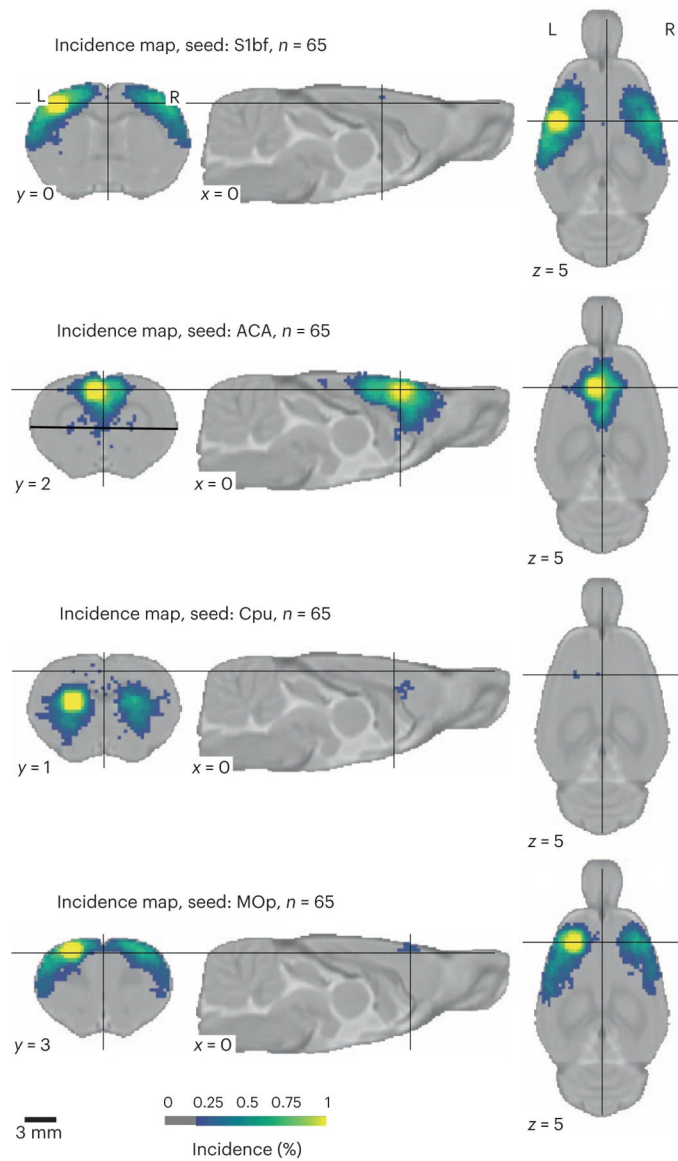 Incidence map, seed: S1bf, n = 65
L R
L R
y = 0
x = 0
z = 5
Incidence map, seed: ACA, n = 65
y = 2
x = 0
z = 5
Incidence map, seed: Cpu, n = 65
y = 1
x = 0
z = 5
Incidence map, seed: MOp, n = 65
y = 3
x = 0
z = 5
0 0.25 0.75 1
3 mm
Incidence (%)